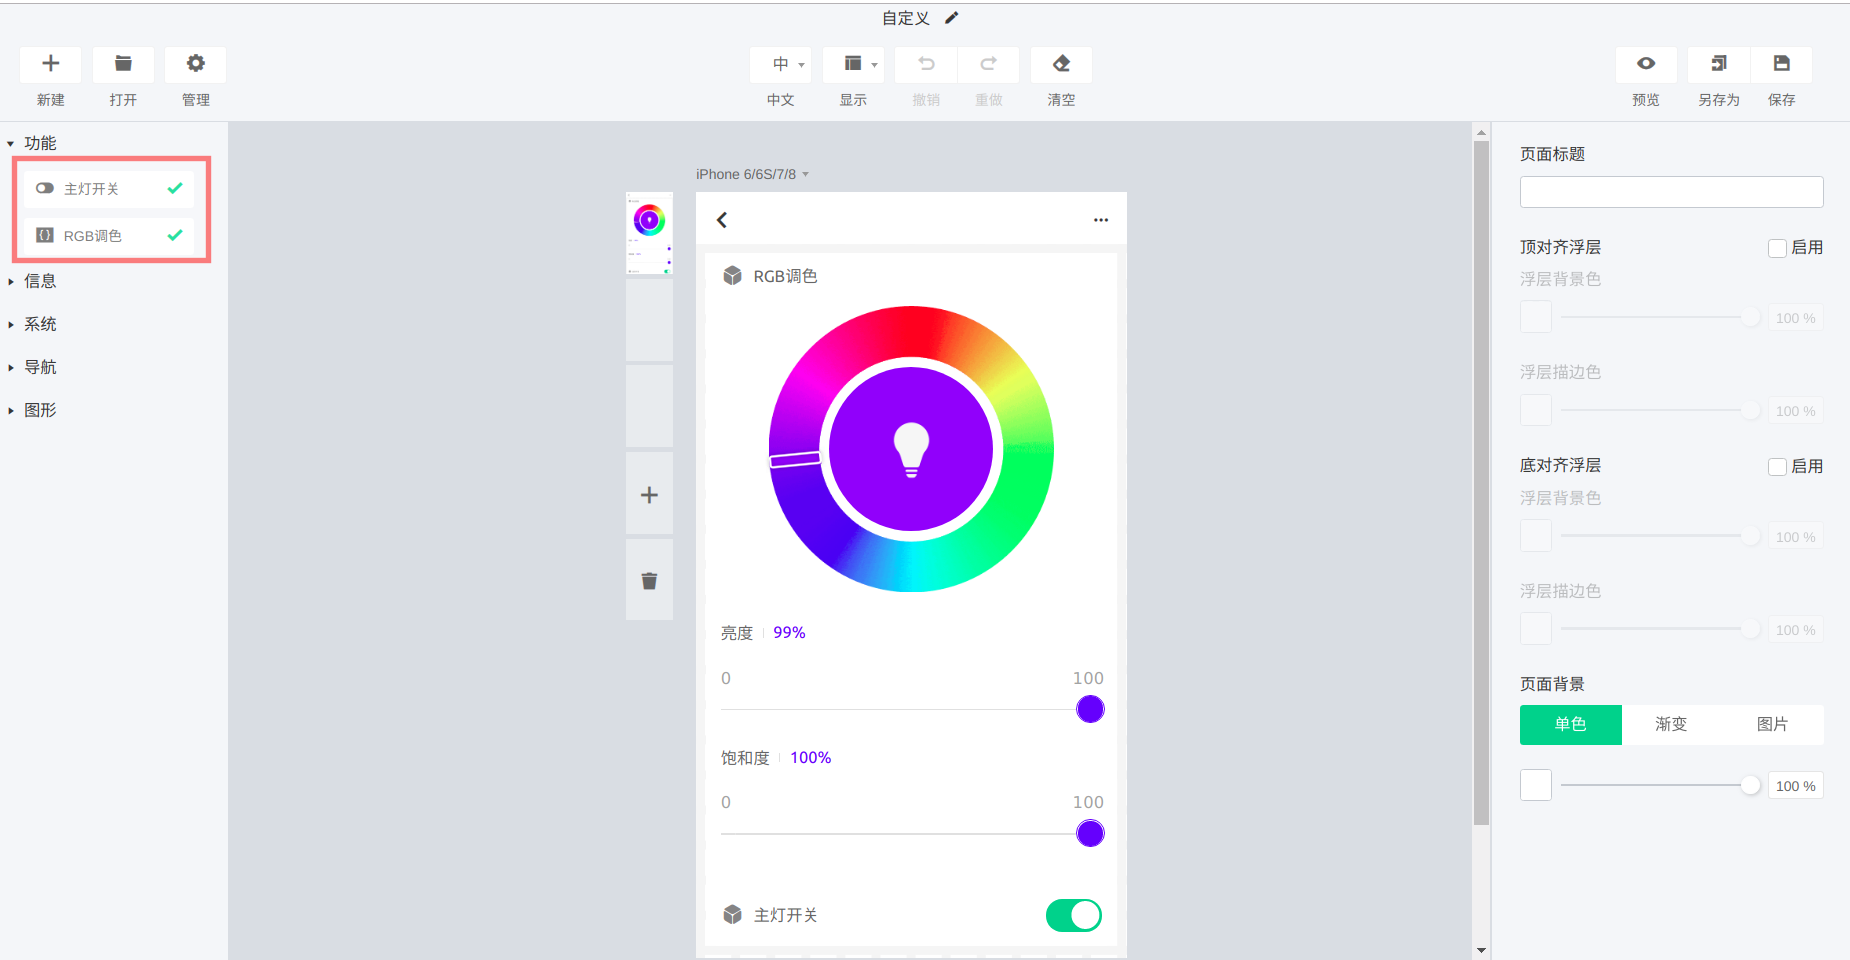 自定义
新建
打开
管理
中
中文
显示
撤销
重做
清空
预览
另存为
保存
功能
主灯开关
RGB调色
信息
系统
导航
图形
iPhone 6/6S/7/8
RGB调色
亮度 99%
0 100
饱和度 100%
0 100
主灯开关
页面标题
顶对齐浮层 启用
浮层背景色
100 %
浮层描边色
100 %
底对齐浮层 启用
浮层背景色
100 %
浮层描边色
100 %
页面背景
单色 渐变 图片
100 %